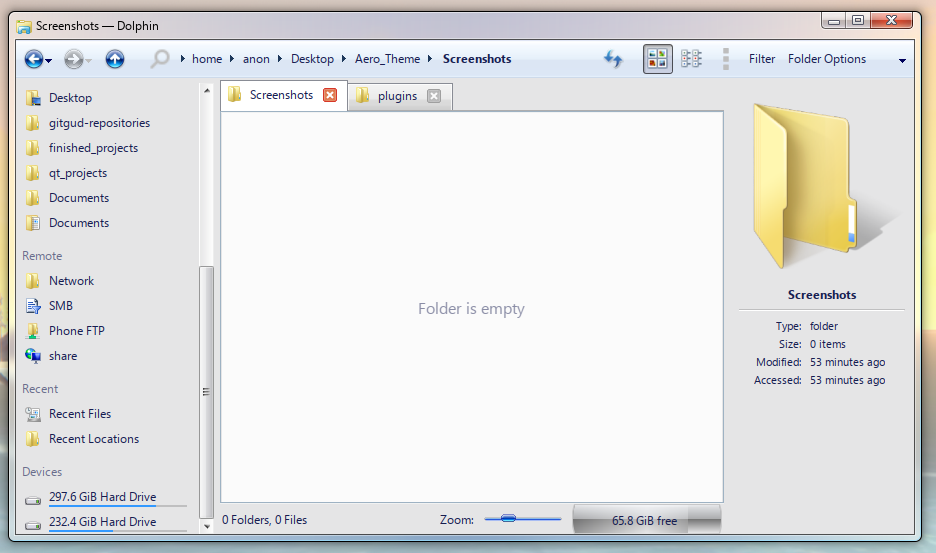 Screenshots — Dolphin
home anon Desktop Aero_Theme Screenshots
Filter Folder Options
Desktop
gitgud-repositories
finished_projects
qt_projects
Documents
Documents
Remote
Network
SMB
Phone FTP
share
Recent
Recent Files
Recent Locations
Devices
297.6 GiB Hard Drive
232.4 GiB Hard Drive
Screenshots plugins
Folder is empty
0 Folders, 0 Files Zoom: 65.8 GiB free
Screenshots
Type: folder
Size: 0 items
Modified: 53 minutes ago
Accessed: 53 minutes ago